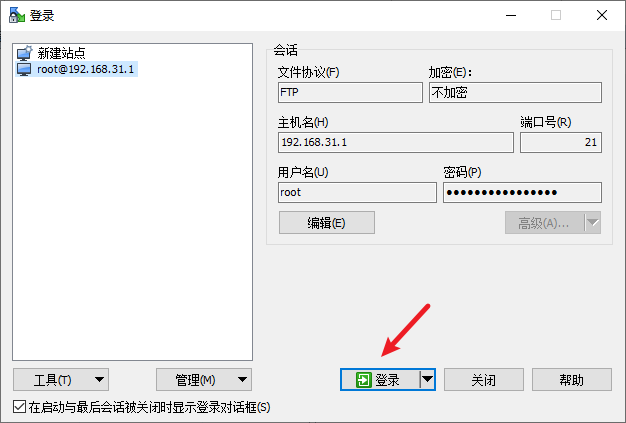 登录
新建站点
root@192.168.31.1
会话
文件协议(F)
加密(E):
FTP
不加密
主机名(H)
端口号(R)
192.168.31.1
21
用户名(U)
密码(P)
root
●●●●●●●●●●●●●●●●
编辑(E)
高级(A)...
工具(T)
管理(M)
登录
关闭
帮助
在启动与最后会话被关闭时显示登录对话框(S)